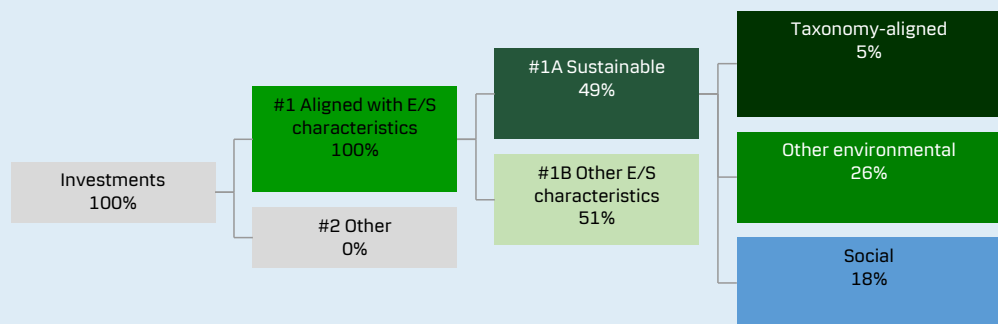 Investments
100%
#1 Aligned with E/S
characteristics
100%
#2 Other
0%
#1A Sustainable
49%
#1B Other E/S
characteristics
51%
Taxonomy-aligned
5%
Other environmental
26%
Social
18%